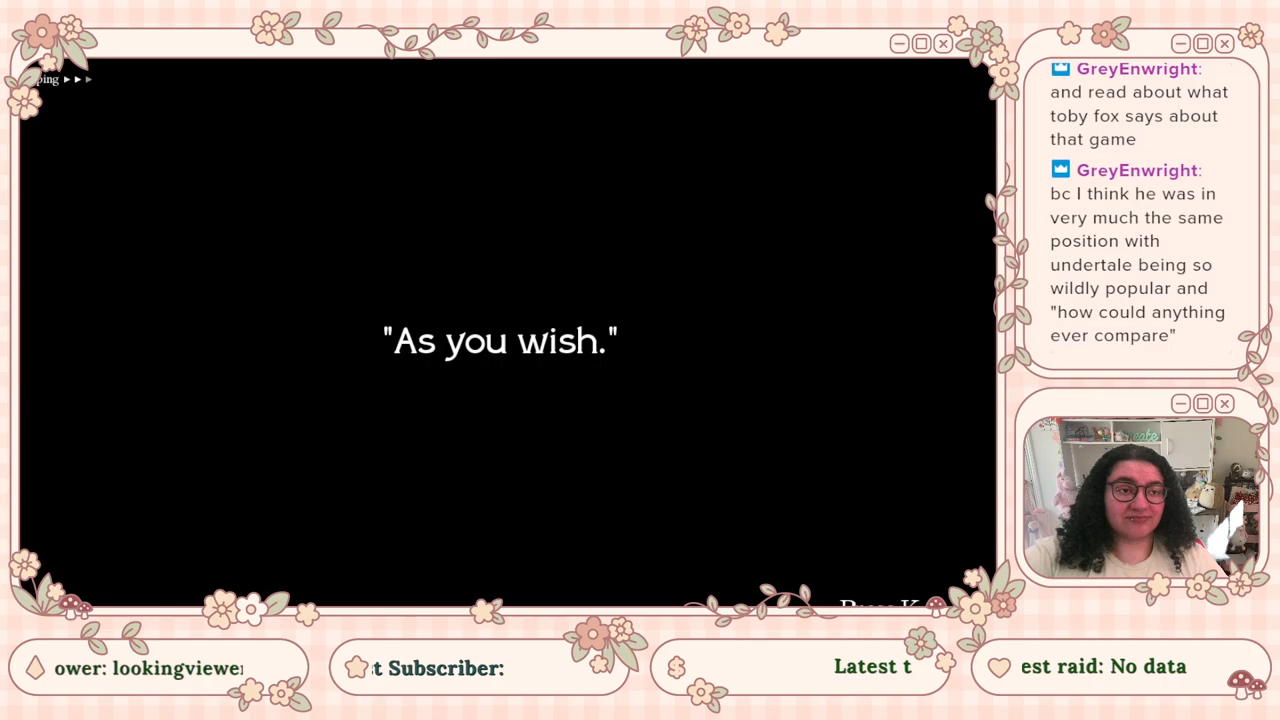 ping
"As you wish."
GreyEnwright:
and read about what
toby fox says about
that game
GreyEnwright:
bc I think he was in
very much the same
position with
undertale being so
wildly popular and
"how could anything
ever compare"
create
ower: lookingviewer
t Subscriber:
$
Latest t
est raid: No data